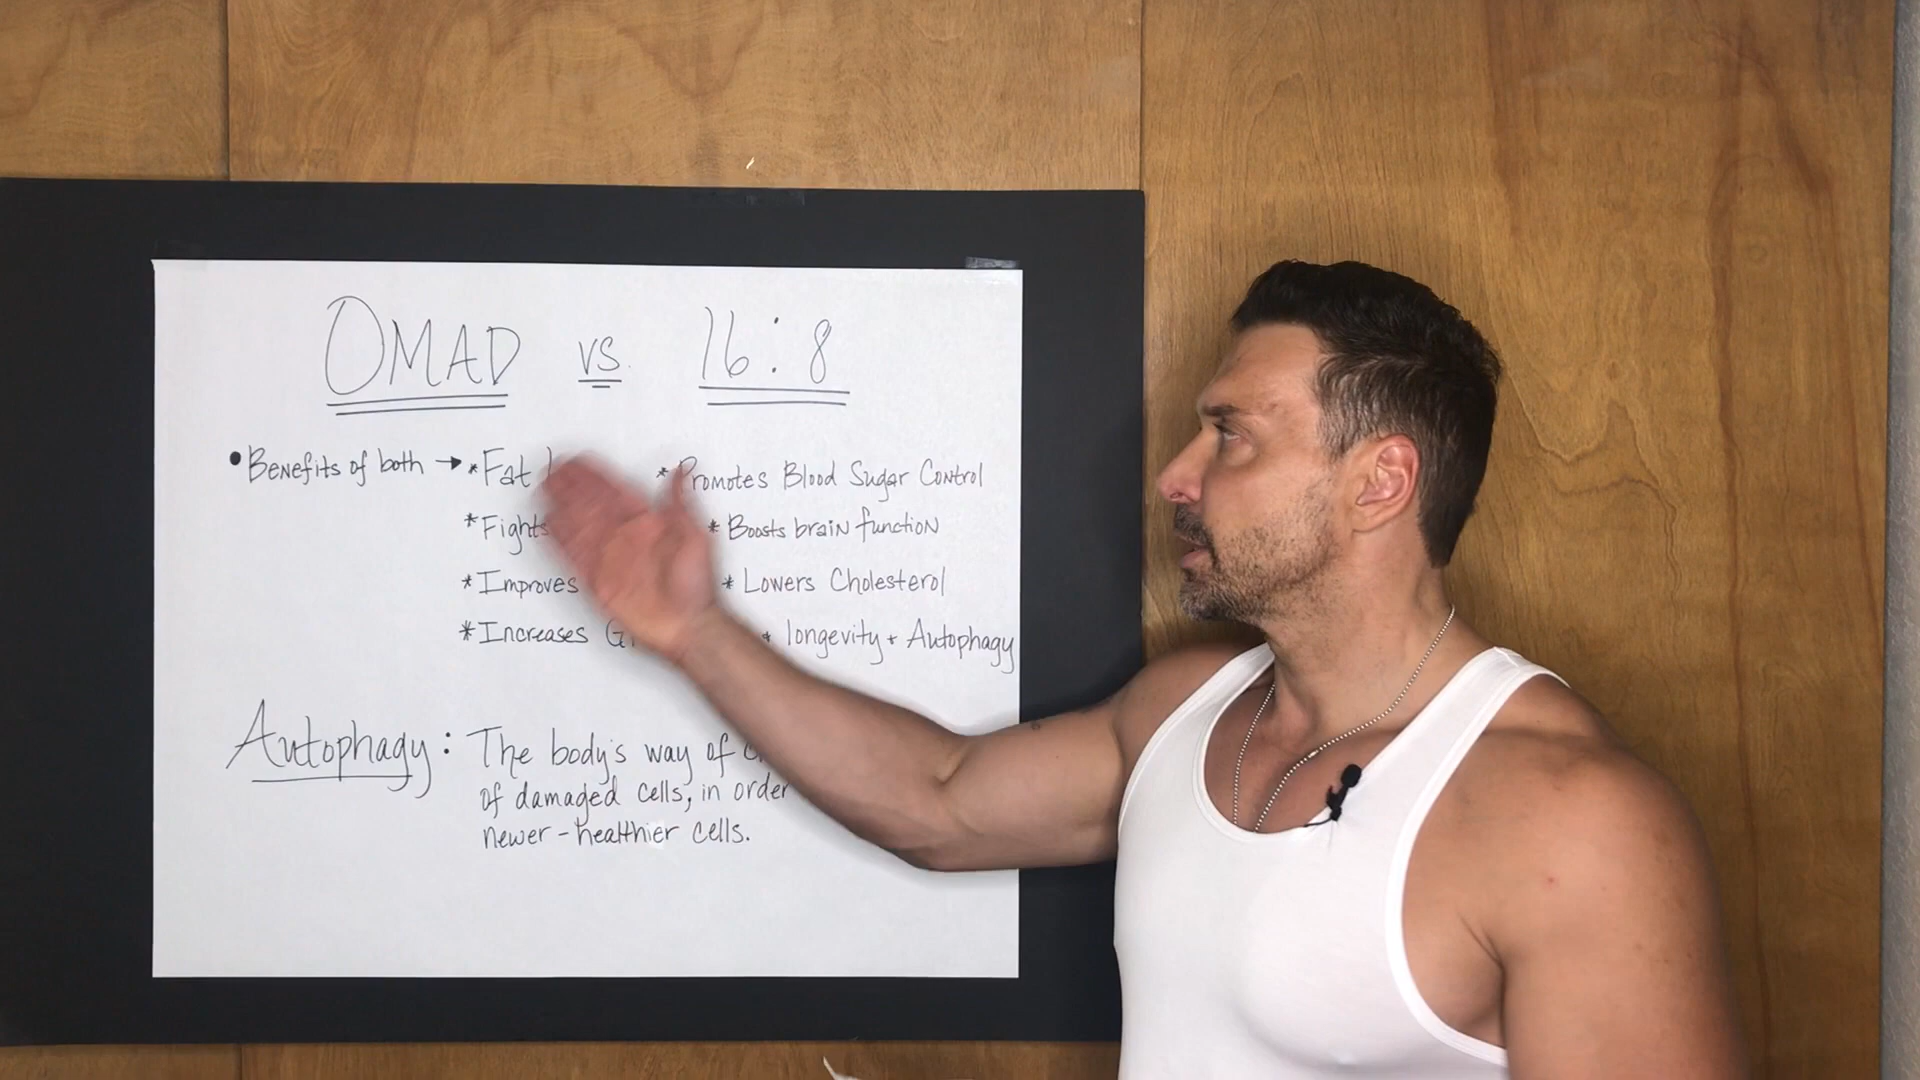 OMAD vs 16:8
• Benefits of both → * Fat * Promotes Blood Sugar Control
* Fights * Boosts brain function
* Improves * Lowers Cholesterol
* Increases * longevity + Autophagy
Autophagy: The body's way of
of damaged cells, in order
newer - healthier cells.